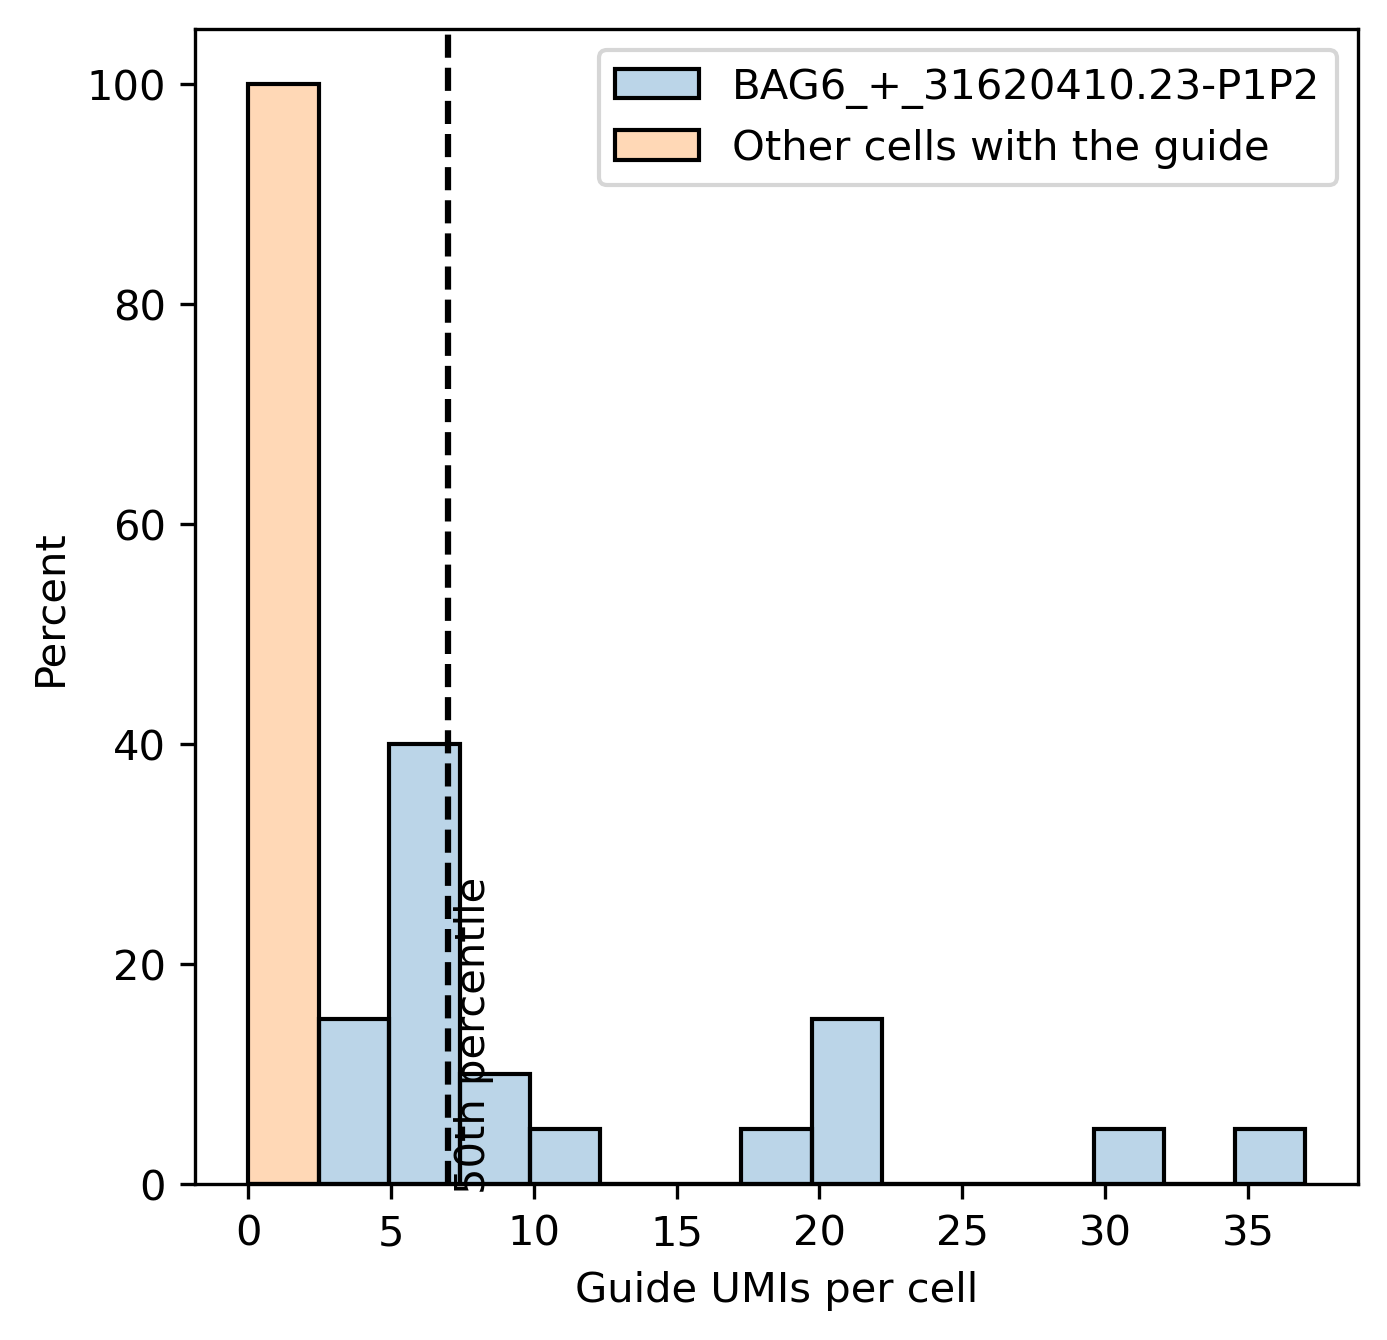 BAG6_+_31620410.23-P1P2
Other cells with the guide
100
80
60
40
20
0
Percent
50th percentile
0 5 10 15 20 25 30 35
Guide UMIs per cell